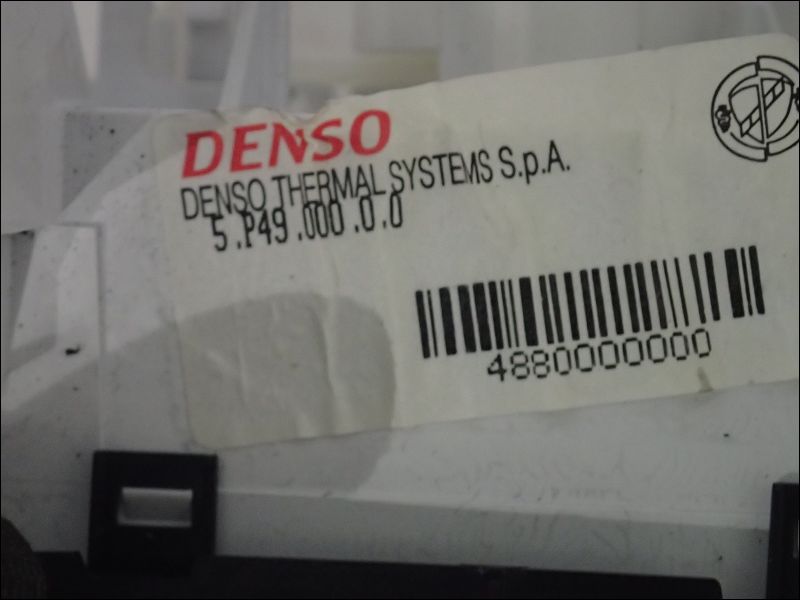 DENSO
DENSO THERMAL SYSTEMS S.p.A.
5.P49.000.0.0
4880000000